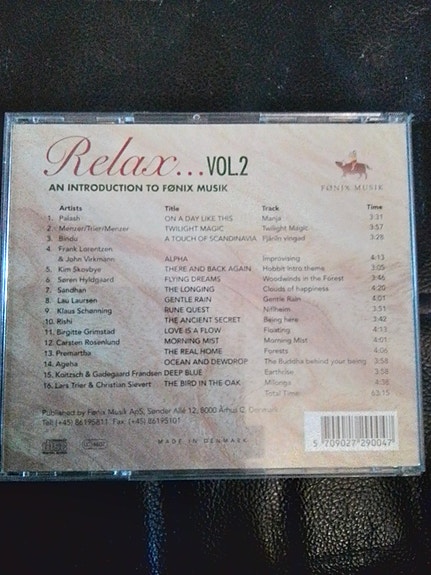 Relax... VOL.2
AN INTRODUCTION TO FØNIX MUSIK
FØNIX MUSIK
Artists Title Track Time
1. Palash ON A DAY LIKE THIS Manja 3:31
2. Menzer/Trier/Menzer TWILIGHT MAGIC Twilight Magic 3:57
3. Bindu A TOUCH OF SCANDINAVIA Fjäriln vingad 3:28
4. Frank Lorentzen
& John Virkmann ALPHA Improvising 4:13
5. Kim Skovbye THERE AND BACK AGAIN Hobbit Intro.theme 3:05
6. Søren Hyldgaard FLYING DREAMS Woodwinds in the Forest 3:46
7. Sandhan THE LONGING Clouds of happiness 4:20
8. Lau Laursen GENTLE RAIN Gentle Rain 4:01
9. Klaus Schønning RUNE QUEST Niflheim 3:51
10. Rishi THE ANCIENT SECRET Being here 3:42
11. Birgitte Grimstad LOVE IS A FLOW Floating 4:13
12. Carsten Rosenlund MORNING MIST Morning Mist 4:01
13. Premartha THE REAL HOME Forests 4:06
14. Ageha OCEAN AND DEWDROP The Buddha behind your being 3:58
15. Koitzsch & Gadegaard Frandsen DEEP BLUE Earthrise 3:58
16. Lars Trier & Christian Sievert THE BIRD IN THE OAK Milonga 4:38
Total Time: 63:15
Published by Fønix Musik ApS, Sønder Allé 12, 8000 Århus C, Denmark
Tel (+45) 86195811 Fax (+45) 86195101
MADE IN DENMARK
5 709027 290047